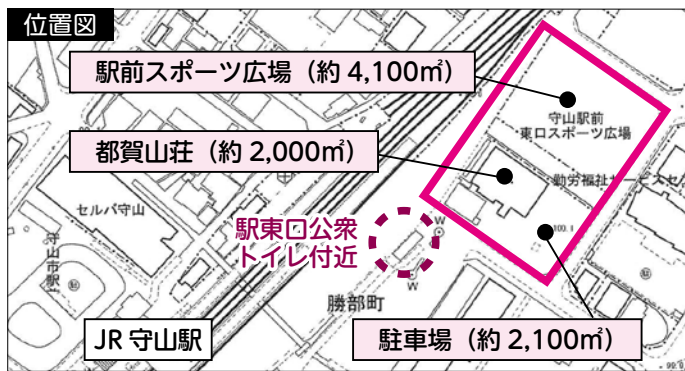 位置図
駅前スポーツ広場（約 4,100㎡）
守山駅前
東口スポーツ広場
都賀山荘（約 2,000㎡）
勤労福祉サービスセ
セルバ守山
駅東口公衆
トイレ付近
W
100.1
守山市駅
W
勝部町
JR 守山駅
駐車場（約 2,100㎡）